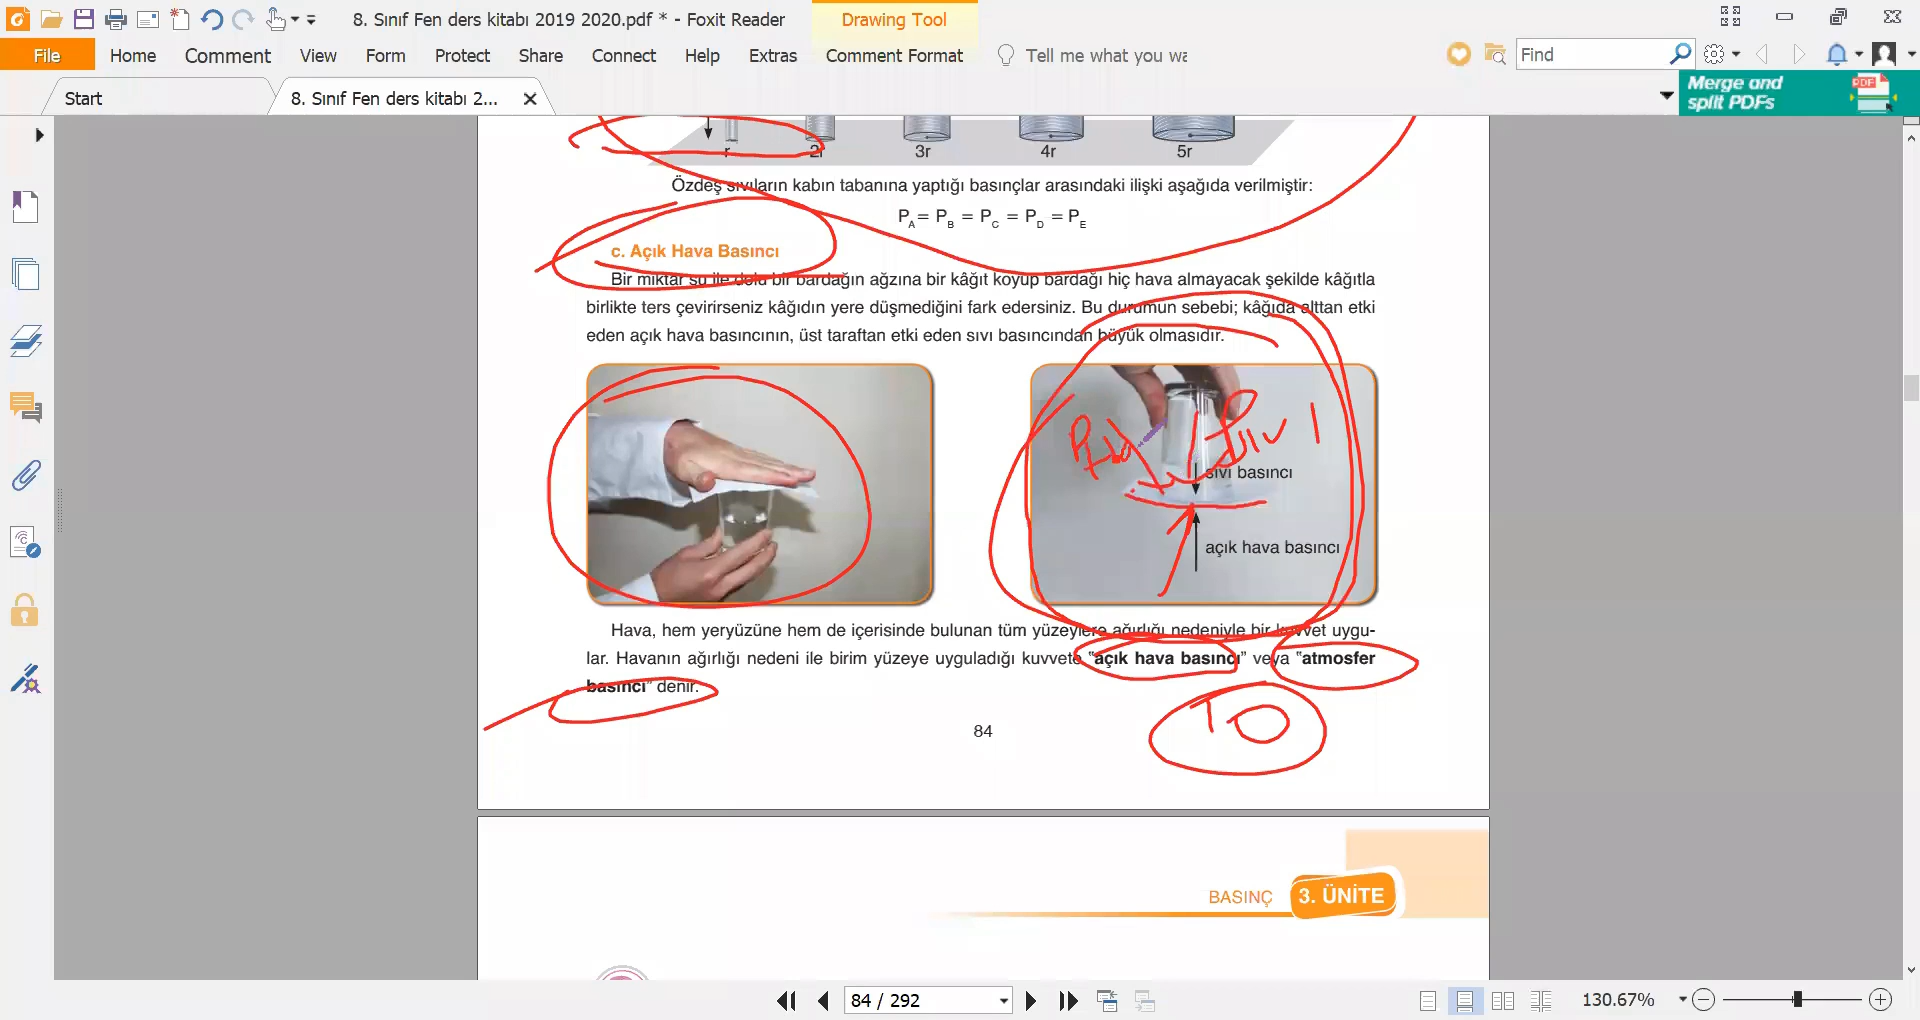 8. Sınıf Fen ders kitabı 2019 2020.pdf * - Foxit Reader
Drawing Tool
File Home Comment View Form Protect Share Connect Help Extras Comment Format Tell me what you wa
Find
Start
8. Sınıf Fen ders kitabı 2...
Merge and
split PDFs
PDF
r 2r 3r 4r 5r
Özdeş sıvıların kabın tabanına yaptığı basınçlar arasındaki ilişki aşağıda verilmiştir:
PA = PB = PC = PD = PE
c. Açık Hava Basıncı
Bir miktar su ile dolu bir bardağın ağzına bir kâğıt koyup bardağı hiç hava almayacak şekilde kâğıtla
birlikte ters çevirirseniz kâğıdın yere düşmediğini fark edersiniz. Bu durumun sebebi; kâğıda alttan etki
eden açık hava basıncının, üst taraftan etki eden sıvı basıncından büyük olmasıdır.
sıvı basıncı
açık hava basıncı
Hava, hem yeryüzüne hem de içerisinde bulunan tüm yüzeylere ağırlığı nedeniyle bir kuvvet uygu-
lar. Havanın ağırlığı nedeni ile birim yüzeye uyguladığı kuvvete “açık hava basıncı” veya “atmosfer
basıncı” denir.
84
BASINÇ 3. ÜNİTE
84 / 292
130.67%